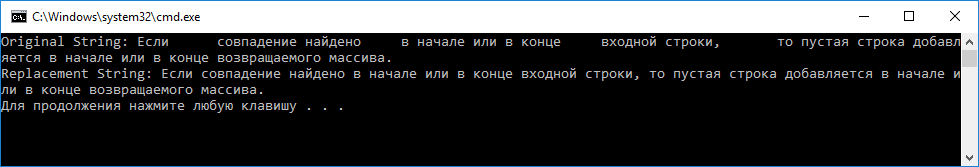 C:\Windows\system32\cmd.exe
Original String: Если      совпадение найдено     в начале или в конце     входной строки,       то пустая строка добавл
яется в начале или в конце возвращаемого массива.
Replacement String: Если совпадение найдено в начале или в конце входной строки, то пустая строка добавляется в начале и
ли в конце возвращаемого массива.
Для продолжения нажмите любую клавишу . . .